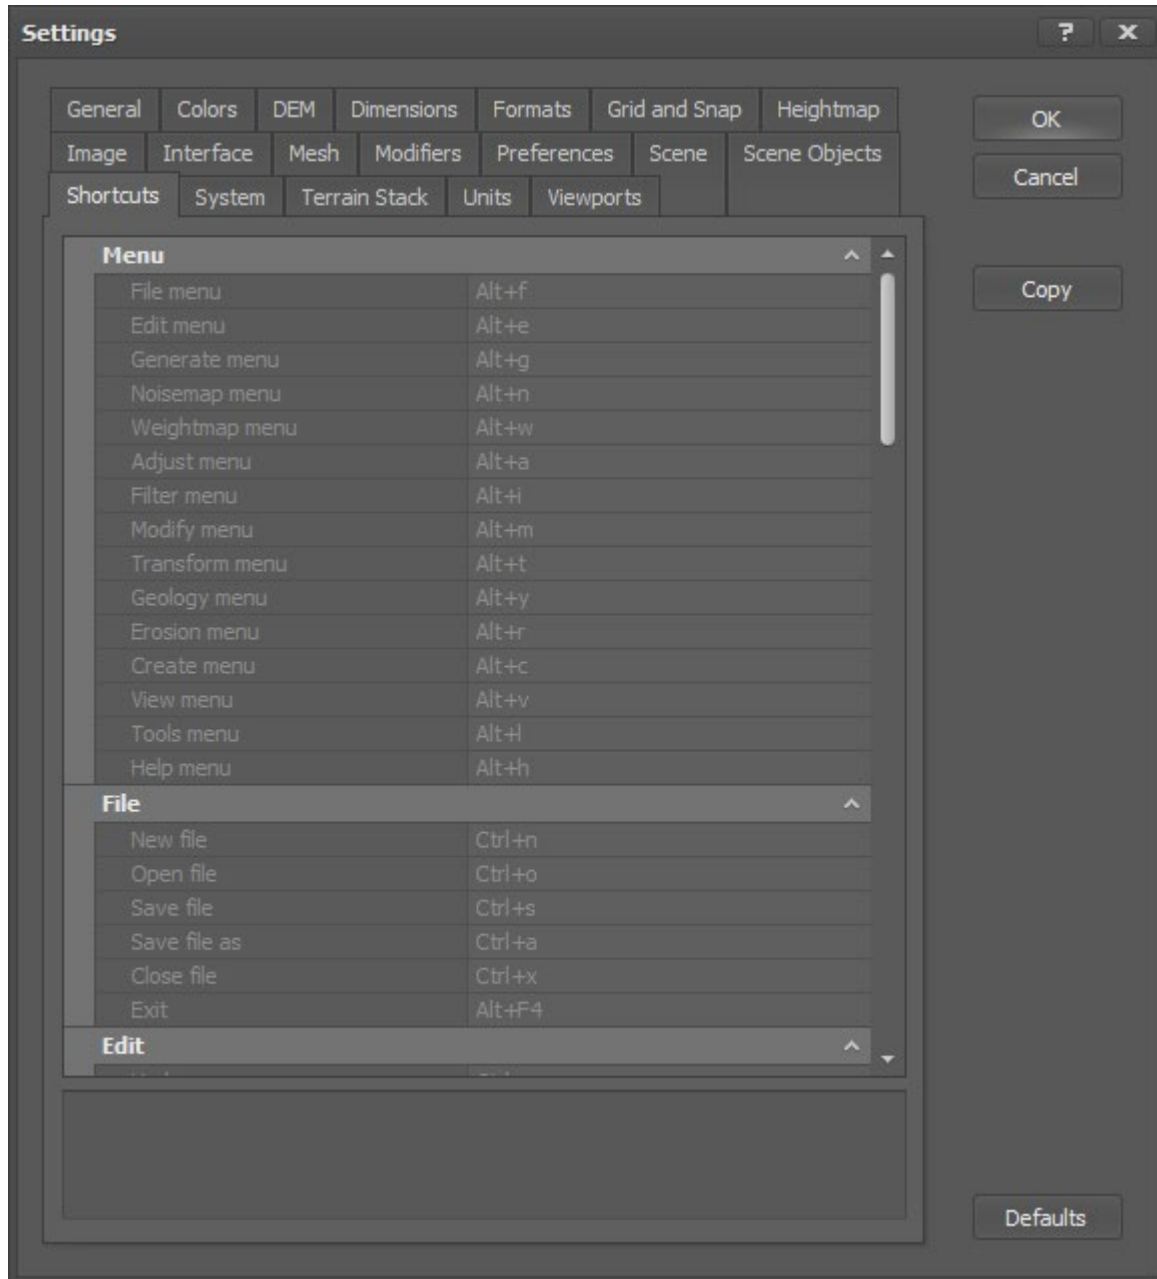 Settings
General Colors DEM Dimensions Formats Grid and Snap Heightmap
Image Interface Mesh Modifiers Preferences Scene Scene Objects
Shortcuts System Terrain Stack Units Viewports
OK
Cancel
Copy
Menu
File menu Alt+f
Edit menu Alt+e
Generate menu Alt+g
Noisemap menu Alt+n
Weightmap menu Alt+w
Adjust menu Alt+a
Filter menu Alt+i
Modify menu Alt+m
Transform menu Alt+t
Geology menu Alt+y
Erosion menu Alt+r
Create menu Alt+c
View menu Alt+v
Tools menu Alt+l
Help menu Alt+h
File
New file Ctrl+n
Open file Ctrl+o
Save file Ctrl+s
Save file as Ctrl+a
Close file Ctrl+x
Exit Alt+F4
Edit
Defaults